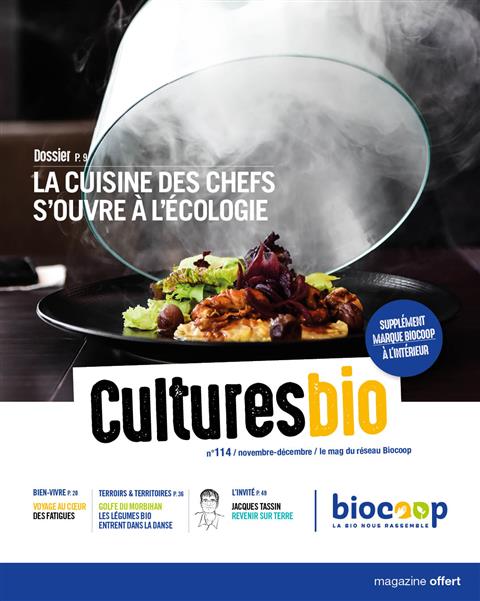 Dossier P. 9
LA CUISINE DES CHEFS
S'OUVRE À L'ÉCOLOGIE
SUPPLÉMENT
MARQUE BIOCOOP
À L'INTÉRIEUR
Culturesbio
n°114 / novembre-décembre / le mag du réseau Biocoop
BIEN-VIVRE P. 28
VOYAGE AU CŒUR
DES FATIGUES
TERROIRS & TERRITOIRES P. 36
GOLFE DU MORBIHAN
LES LÉGUMES BIO
ENTRENT DANS LA DANSE
L'INVITÉ P. 49
JACQUES TASSIN
REVENIR SUR TERRE
biocoop
LA BIO NOUS RASSEMBLE
magazine offert